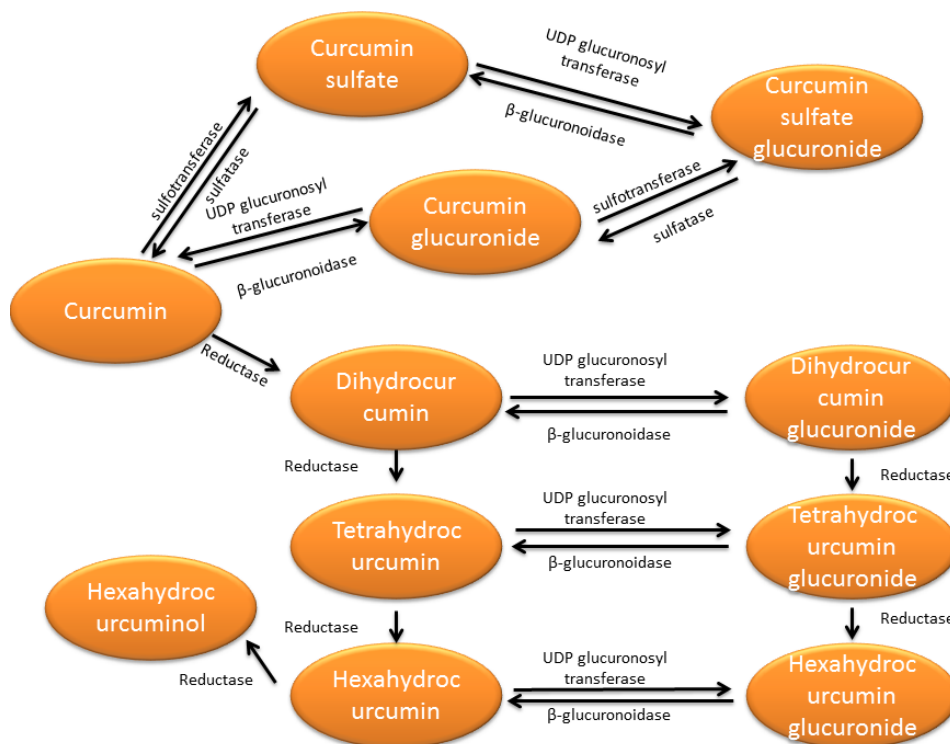 Curcumin
sulfate
UDP glucuronosyl
transferase
β-glucuronoidase
Curcumin
sulfate
glucuronide
sulfotransferase
sulfatase
UDP glucuronosyl
transferase
β-glucuronoidase
Curcumin
glucuronide
sulfotransferase
sulfatase
Curcumin
Reductase
Dihydrocur
cumin
UDP glucuronosyl
transferase
β-glucuronoidase
Dihydrocur
cumin
glucuronide
Reductase
Reductase
Tetrahydroc
urcumin
UDP glucuronosyl
transferase
β-glucuronoidase
Tetrahydroc
urcumin
glucuronide
Hexahydroc
urcuminol
Reductase
Reductase
Reductase
Hexahydroc
urcumin
UDP glucuronosyl
transferase
β-glucuronoidase
Hexahydroc
urcumin
glucuronide